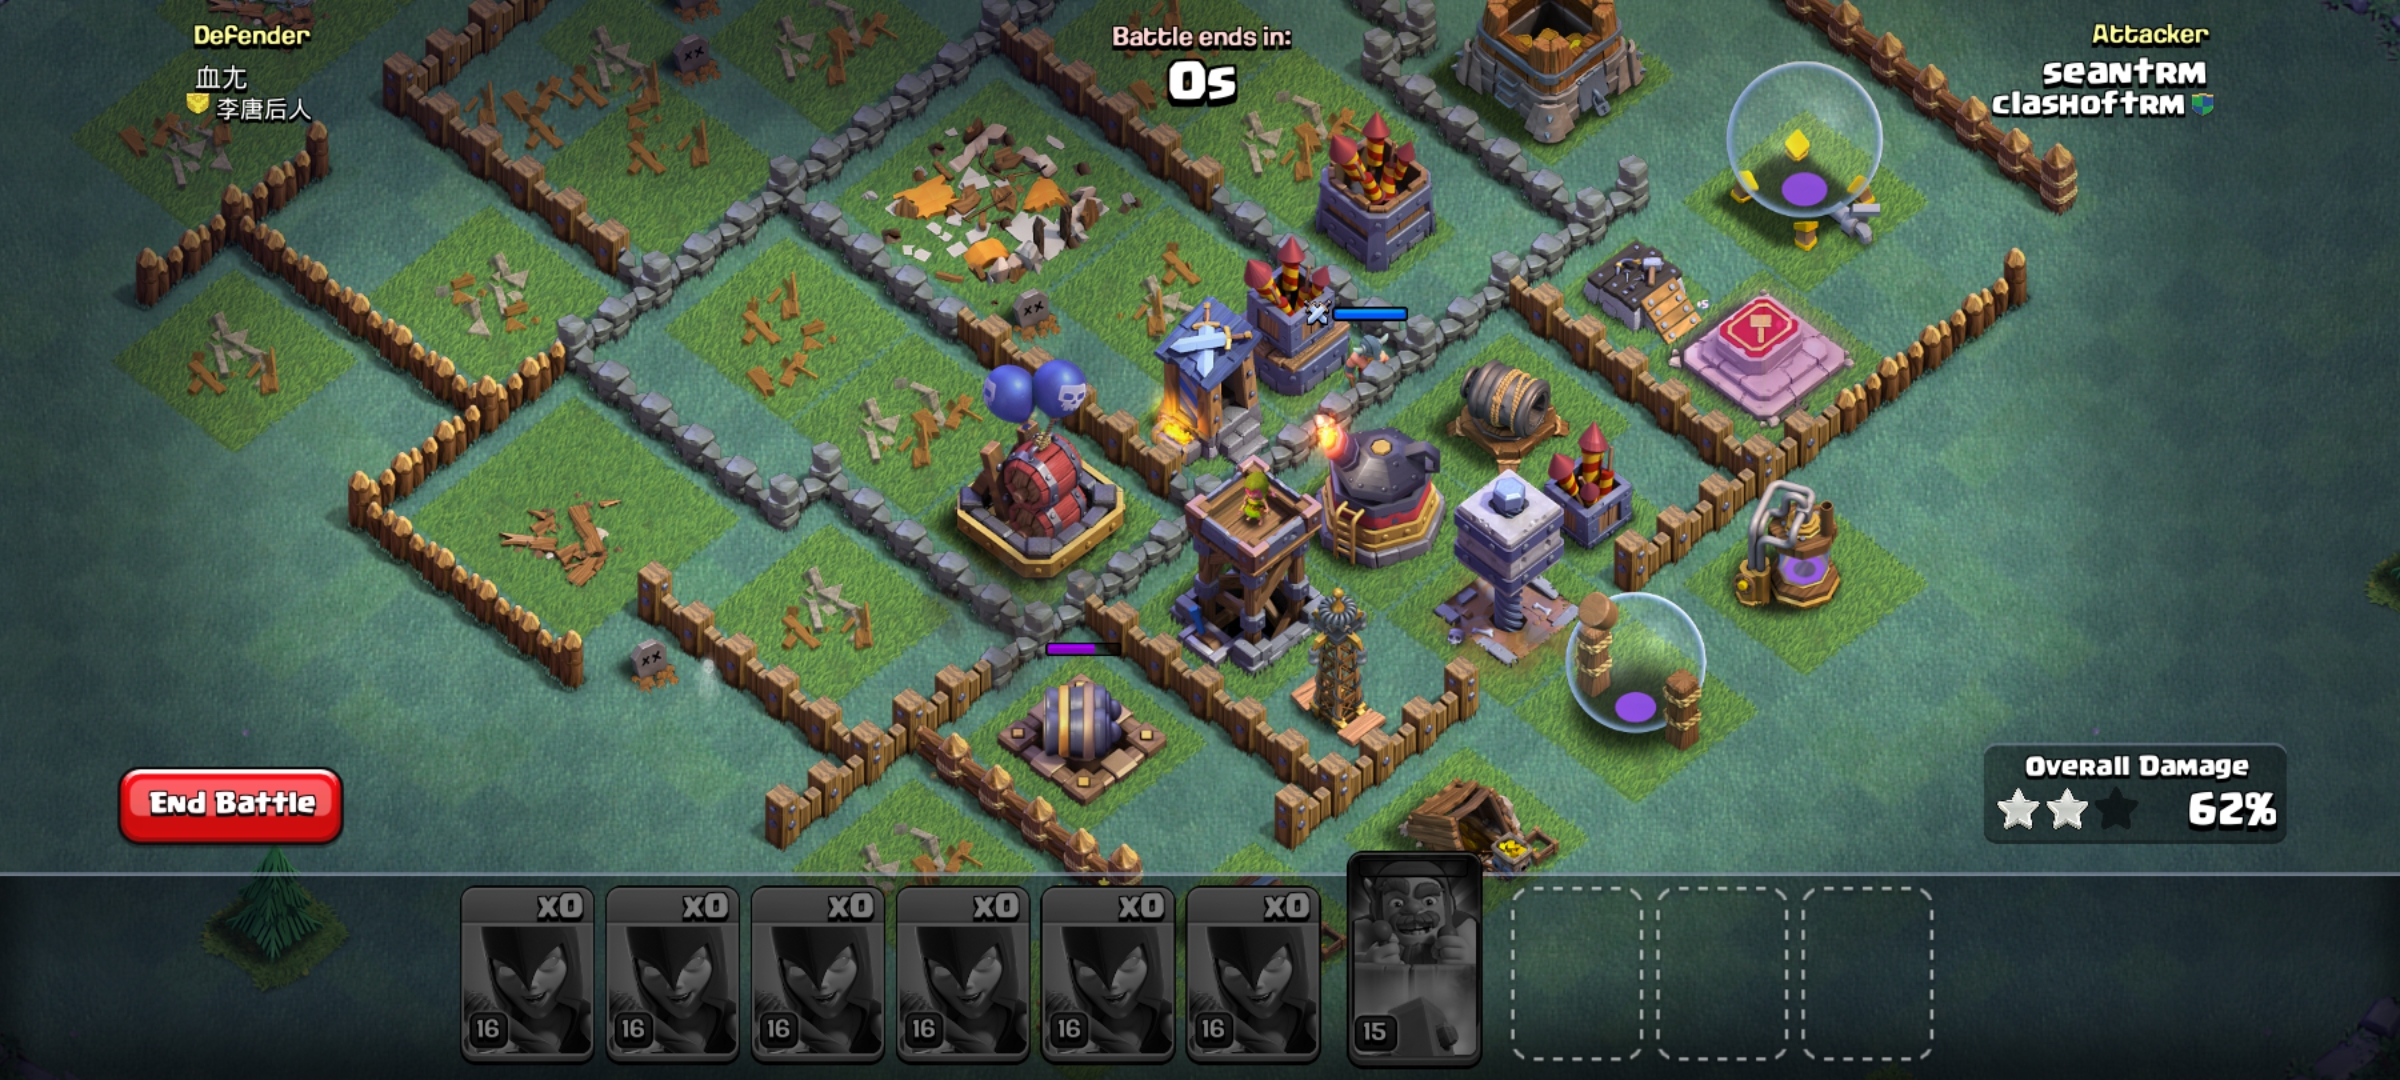 Defender
血尢
李唐后人
Battle ends in:
0s
Attacker
seantRM
clashoftRM
End Battle
Overall Damage
62%
x0
x0
x0
x0
x0
x0
16
16
16
16
16
16
15